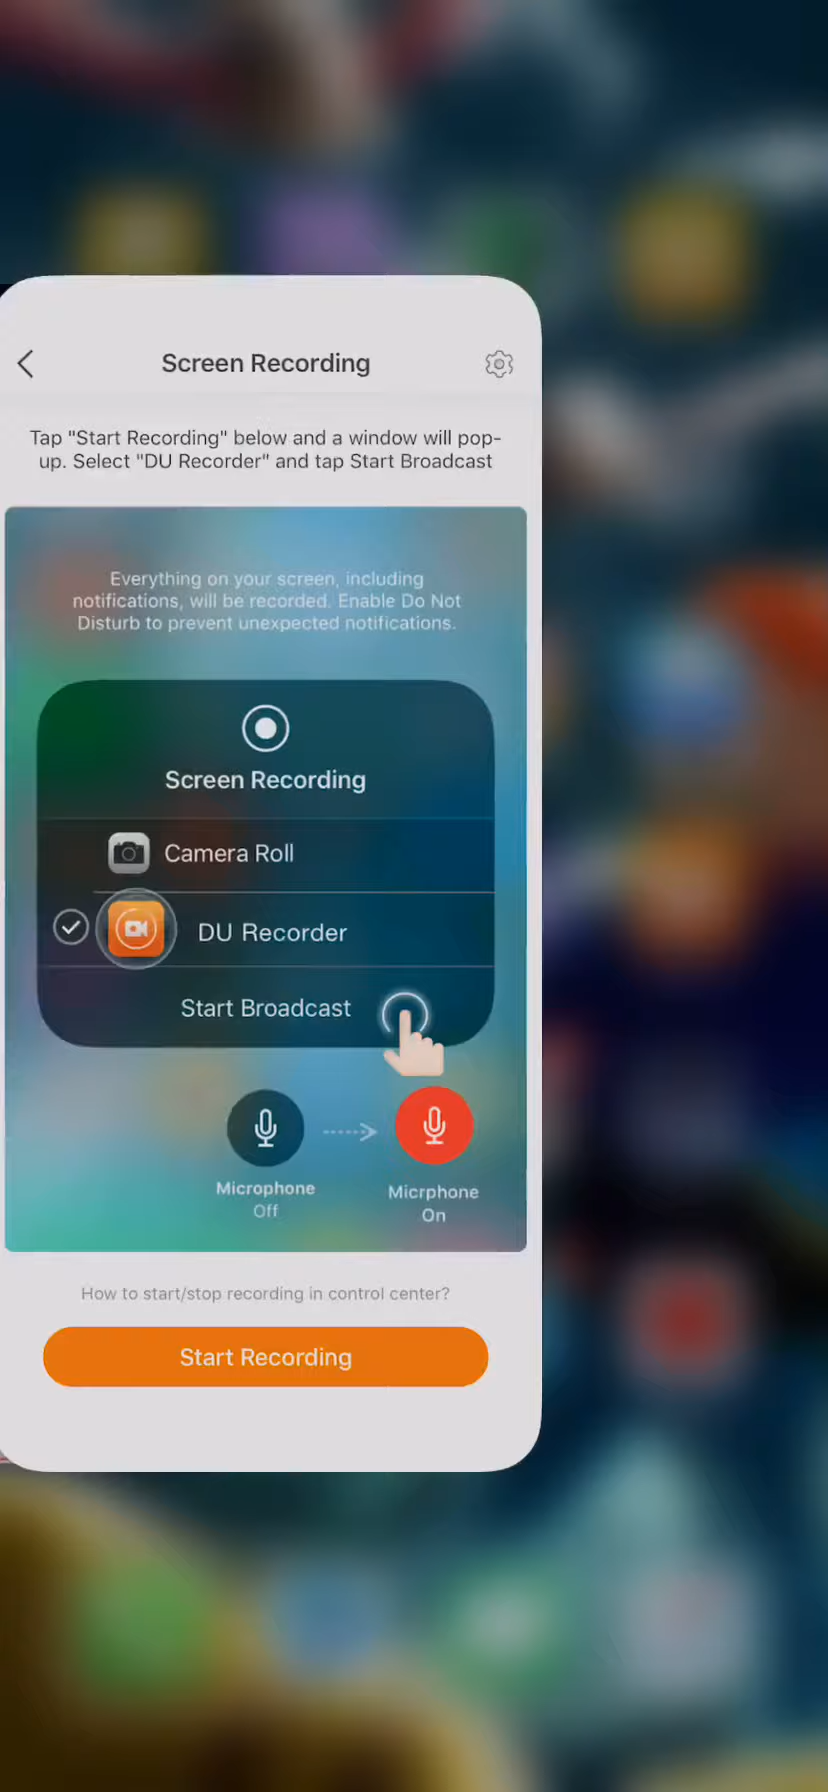 Screen Recording
Tap "Start Recording" below and a window will pop-
up. Select "DU Recorder" and tap Start Broadcast
Everything on your screen, including
notifications, will be recorded. Enable Do Not
Disturb to prevent unexpected notifications.
Screen Recording
Camera Roll
DU Recorder
Start Broadcast
Microphone
Off
Micrphone
On
How to start/stop recording in control center?
Start Recording